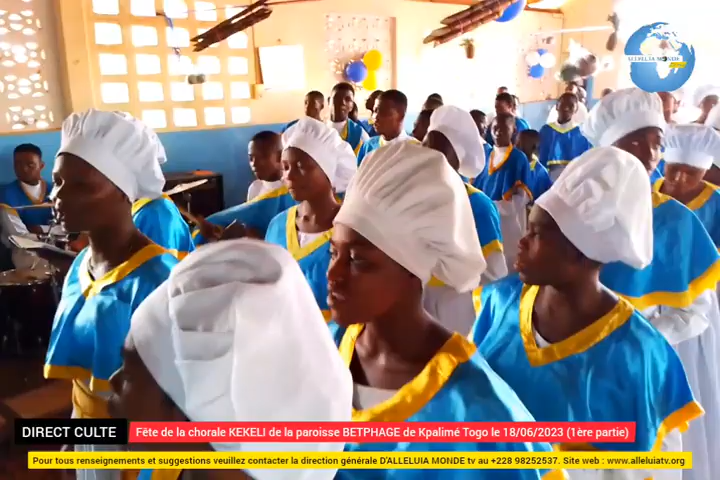 ALLELUIA MONDE
DIRECT CULTE
Fête de la chorale KEKELI de la paroisse BETPHAGE de Kpalimé Togo le 18/06/2023 (1ère partie)
Pour tous renseignements et suggestions veuillez contacter la direction générale D'ALLELUIA MONDE tv au +228 98252537. Site web : www.alleluiatv.org